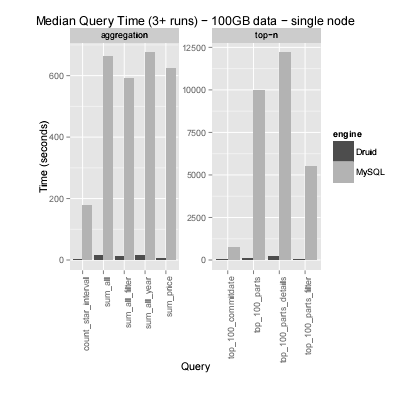 Median Query Time (3+ runs) − 100GB data − single node
aggregation
top-n
Time (seconds)
600
400
200
0
12500
10000
7500
5000
2500
0
count_star_interval
sum_all
sum_all_filter
sum_all_year
sum_price
top_100_commitdate
top_100_parts
top_100_parts_details
top_100_parts_filter
Query
engine
Druid
MySQL